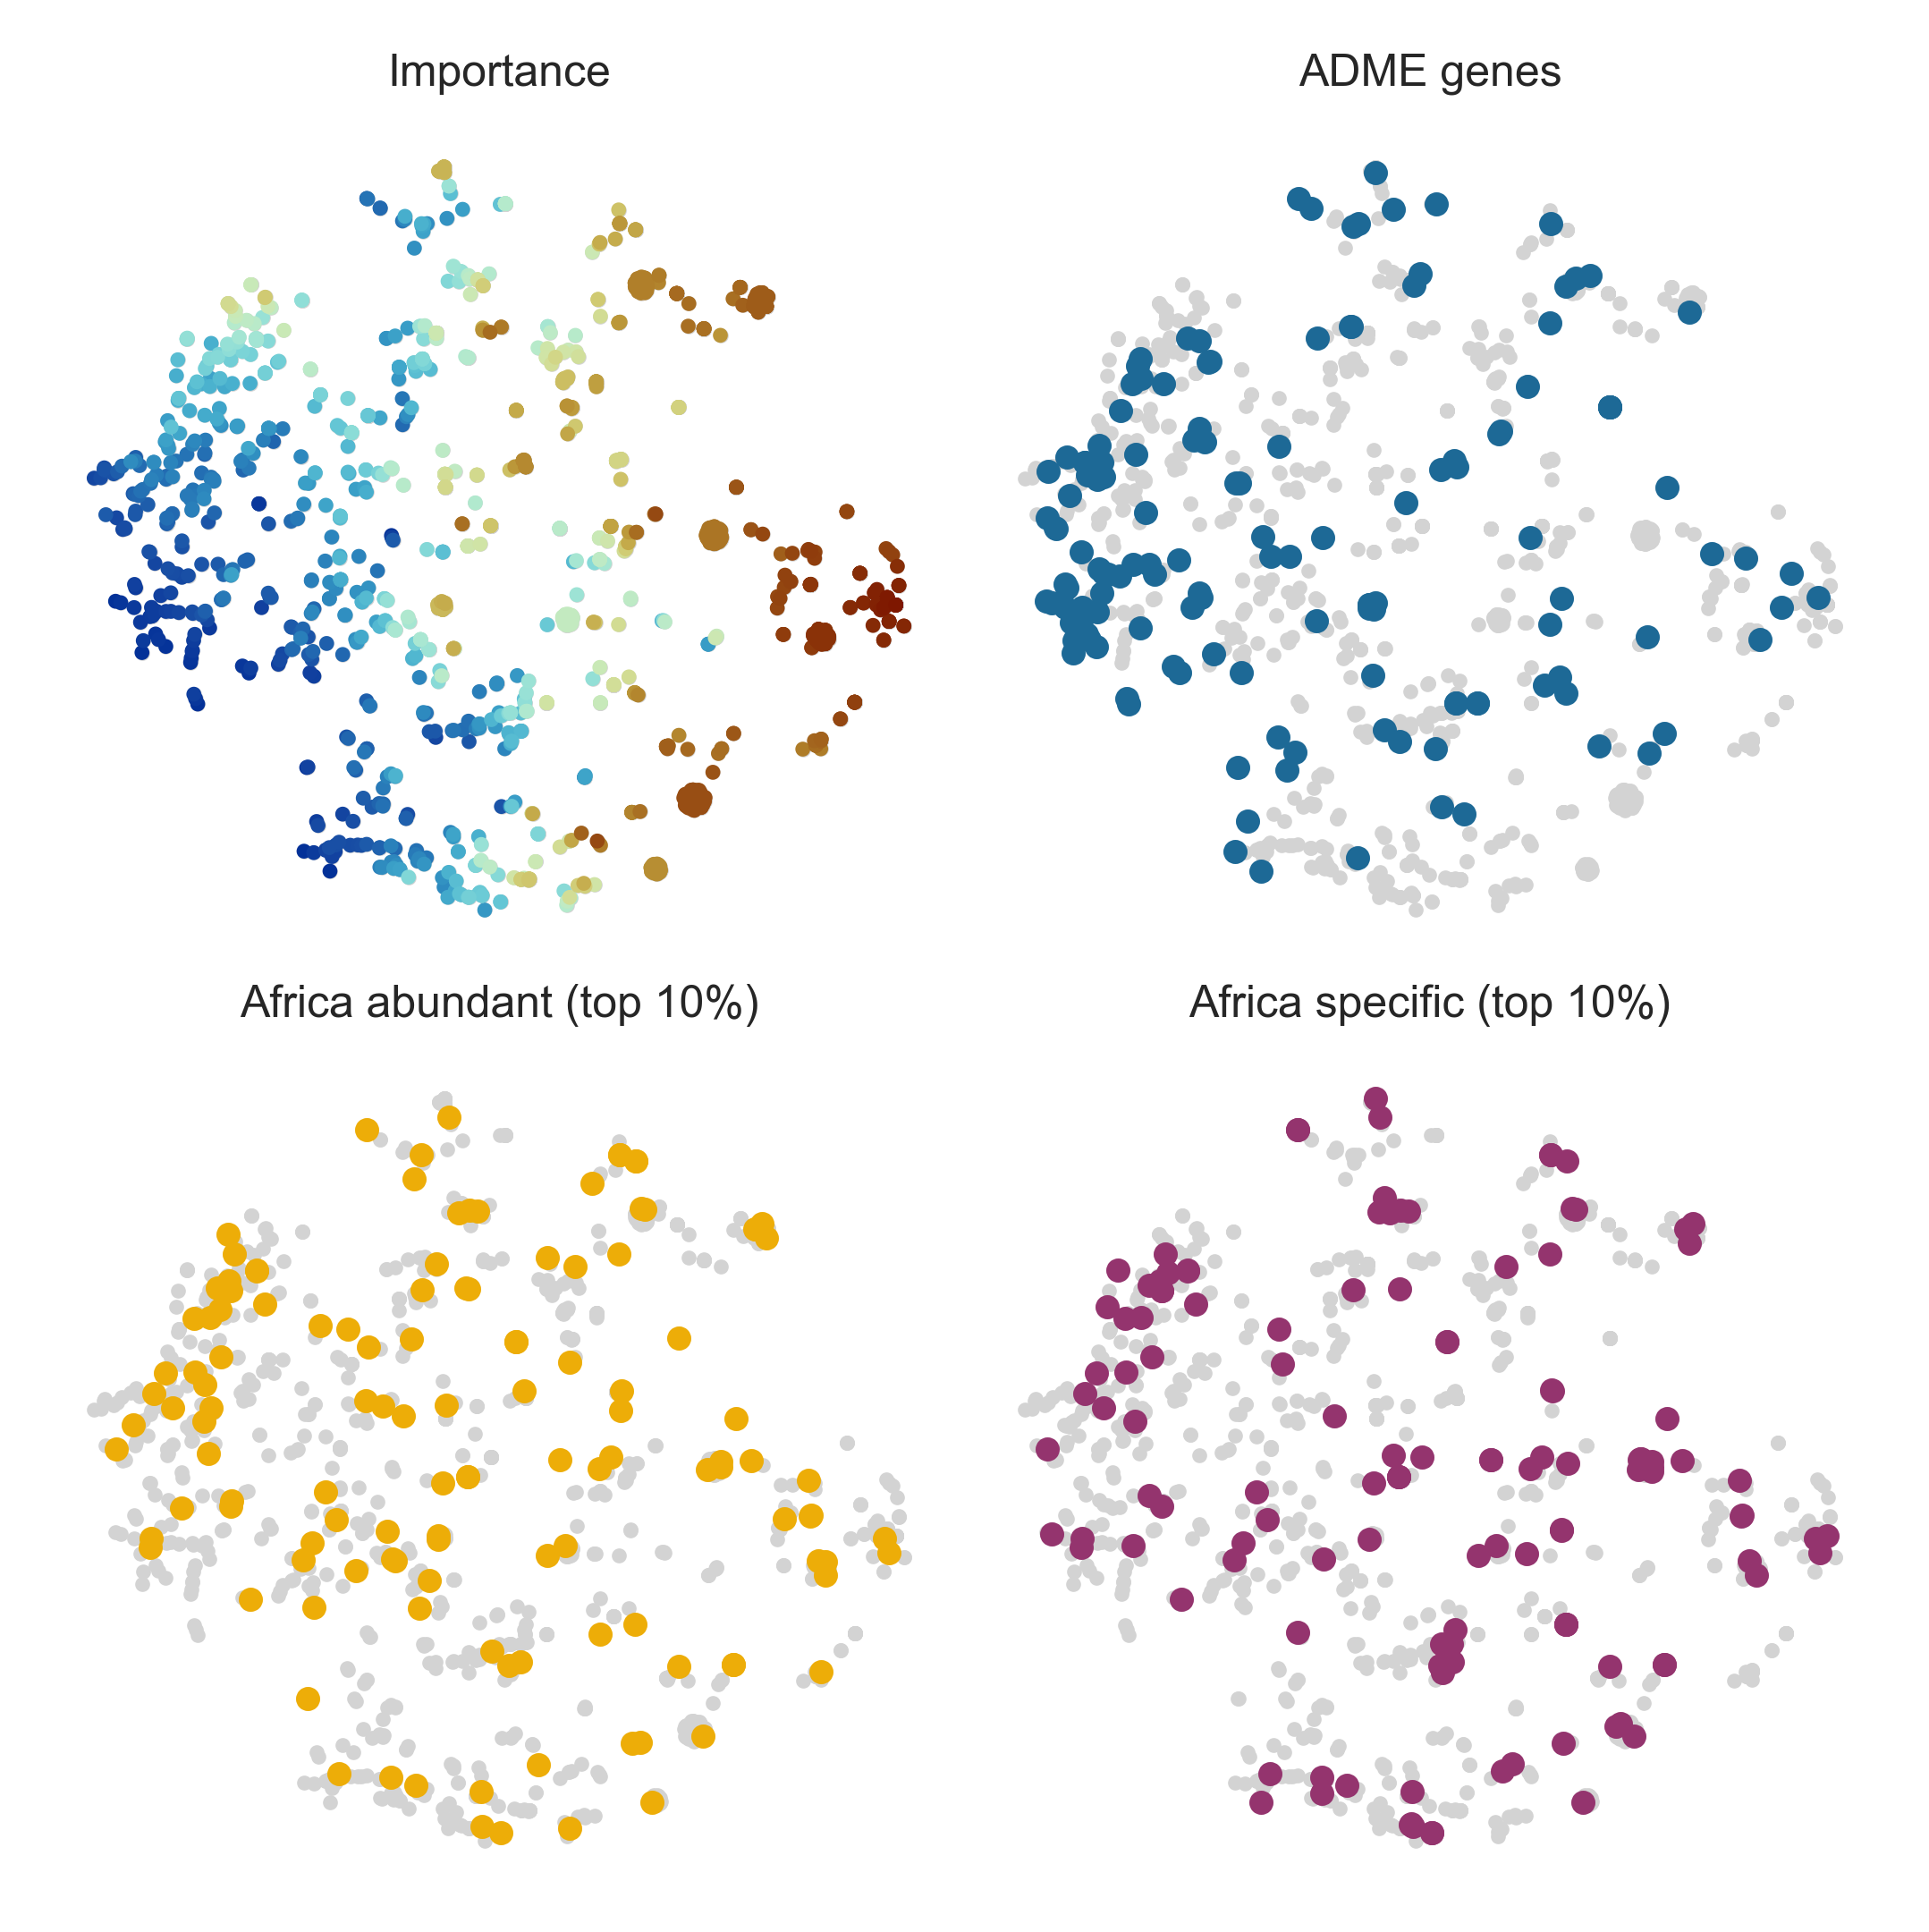 Importance
ADME genes
Africa abundant (top 10%)
Africa specific (top 10%)